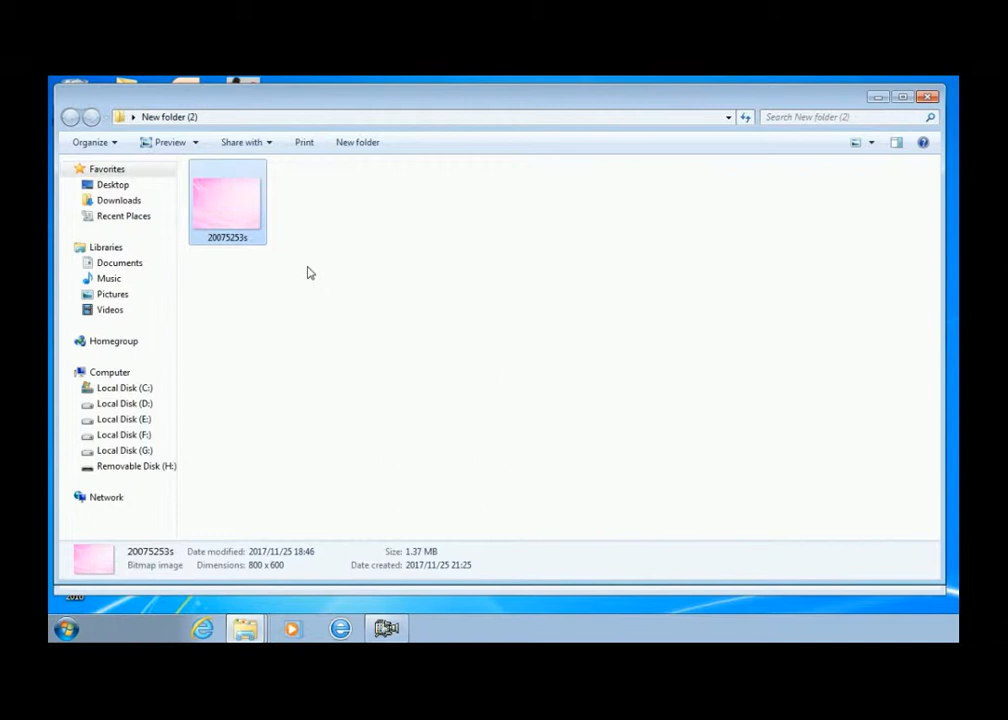 New folder (2)
Search New folder (2)
Organize
Preview
Share with
Print
New folder
Favorites
Desktop
Downloads
Recent Places
Libraries
Documents
Music
Pictures
Videos
Homegroup
Computer
Local Disk (C:)
Local Disk (D:)
Local Disk (E:)
Local Disk (F:)
Local Disk (G:)
Removable Disk (H:)
Network
20075253s
20075253s Date modified: 2017/11/25 18:46 Size: 1.37 MB
Bitmap image Dimensions: 800 x 600 Date created: 2017/11/25 21:25